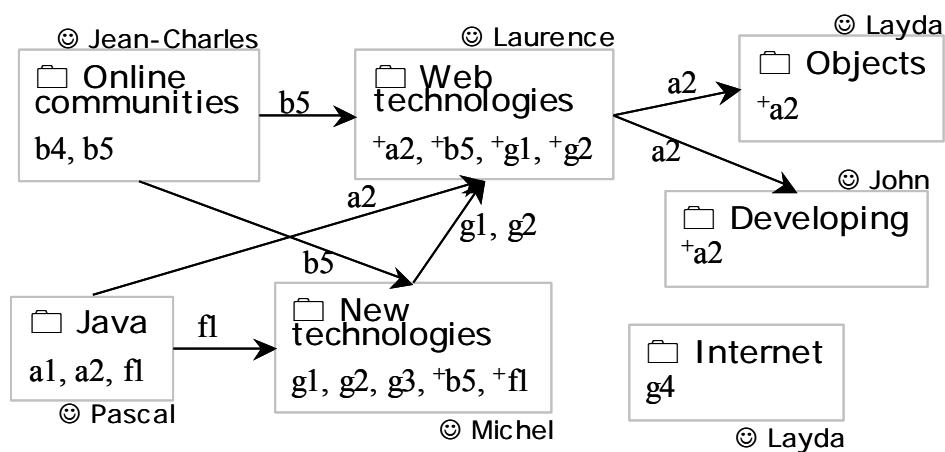 ☺ Jean-Charles
Online
communities
b4, b5
b5
☺ Laurence
Web
technologies
+a2, +b5, +g1, +g2
a2
a2
☺ Layda
Objects
+a2
☺ John
Developing
+a2
a2
b5
g1, g2
Java
a1, a2, f1
☺ Pascal
f1
New
technologies
g1, g2, g3, +b5, +f1
☺ Michel
Internet
g4
☺ Layda